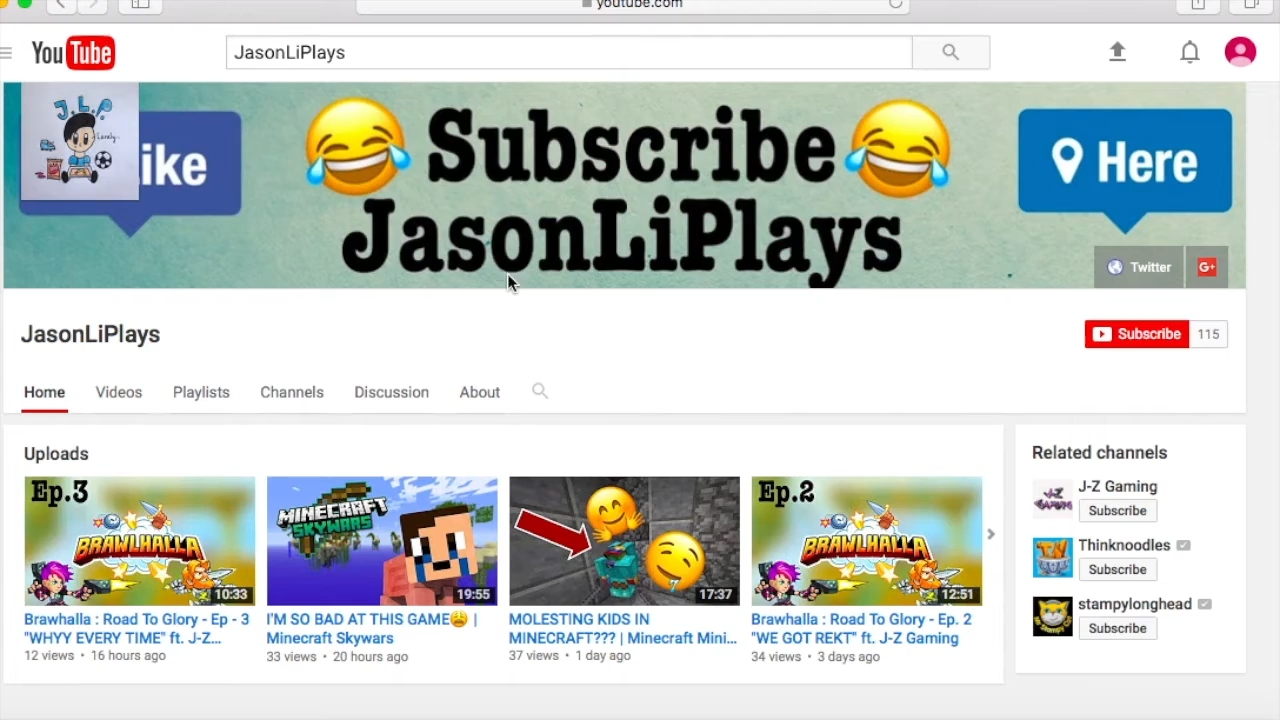 youtube.com
YouTube
JasonLiPlays
J.L.P
Lonely..
ike
Subscribe
Here
JasonLiPlays
Twitter
G+
JasonLiPlays
Subscribe 115
Home Videos Playlists Channels Discussion About
Uploads
Ep.3
BRAWLHALLA
10:33
Brawhalla : Road To Glory - Ep - 3
"WHYY EVERY TIME" ft. J-Z...
12 views • 16 hours ago
MINECRAFT
SKYWARS
19:55
I'M SO BAD AT THIS GAME😩 |
Minecraft Skywars
33 views • 20 hours ago
17:37
MOLESTING KIDS IN
MINECRAFT??? | Minecraft Mini...
37 views • 1 day ago
Ep.2
BRAWLHALLA
12:51
Brawhalla : Road To Glory - Ep. 2
"WE GOT REKT" ft. J-Z Gaming
34 views • 3 days ago
Related channels
J-Z
GAMING
J-Z Gaming
Subscribe
TN
Thinknoodles
Subscribe
stampylonghead
Subscribe